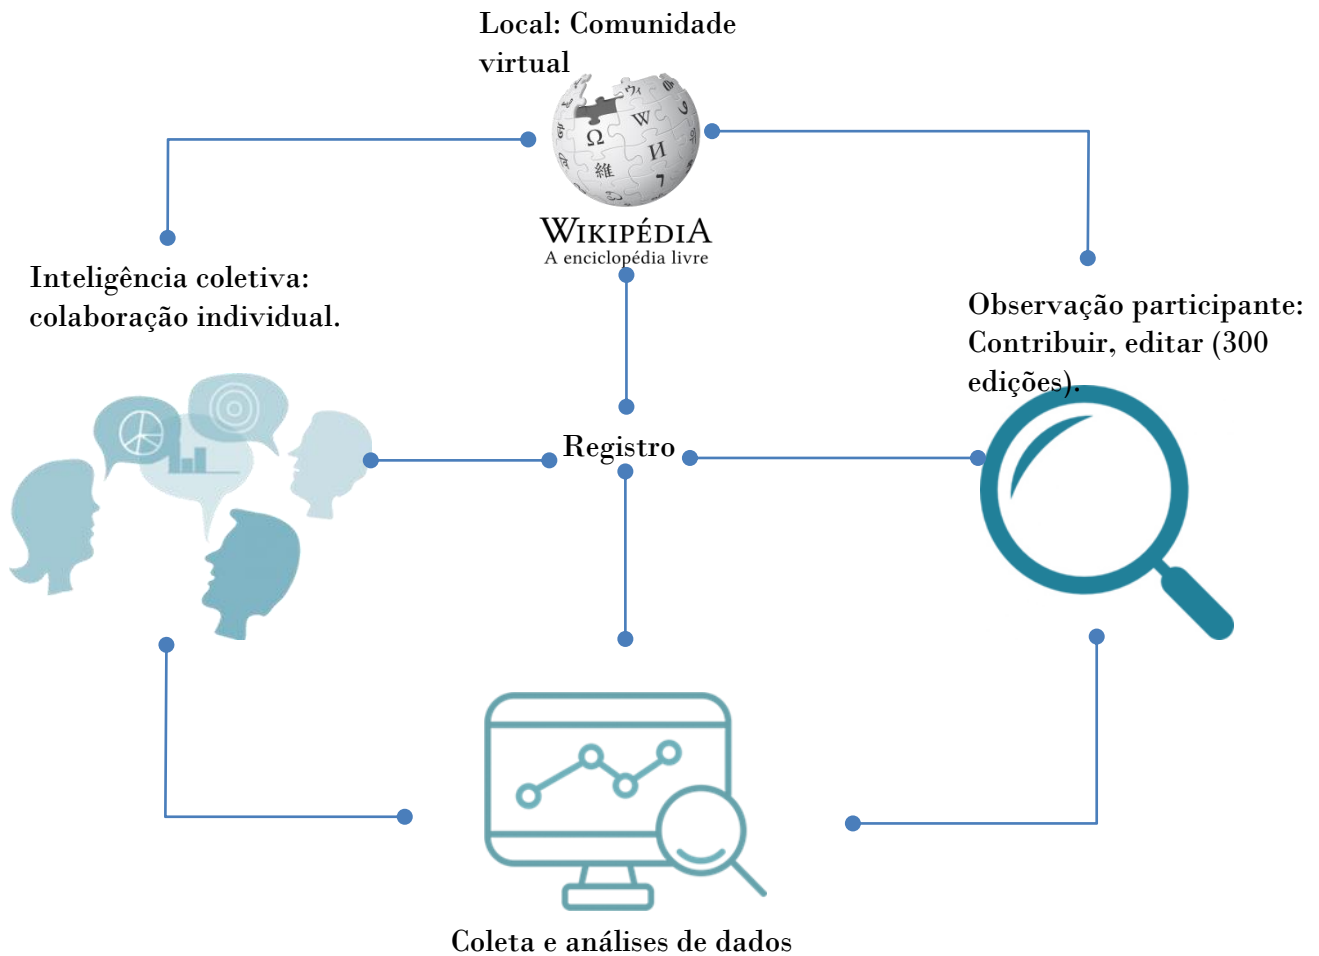 Local: Comunidade
virtual
Ω
W
И
維
WIKIPÉDIA
A enciclopédia livre
Inteligência coletiva:
colaboração individual.
Observação participante:
Contribuir, editar (300
edições).
Registro
Coleta e análises de dados